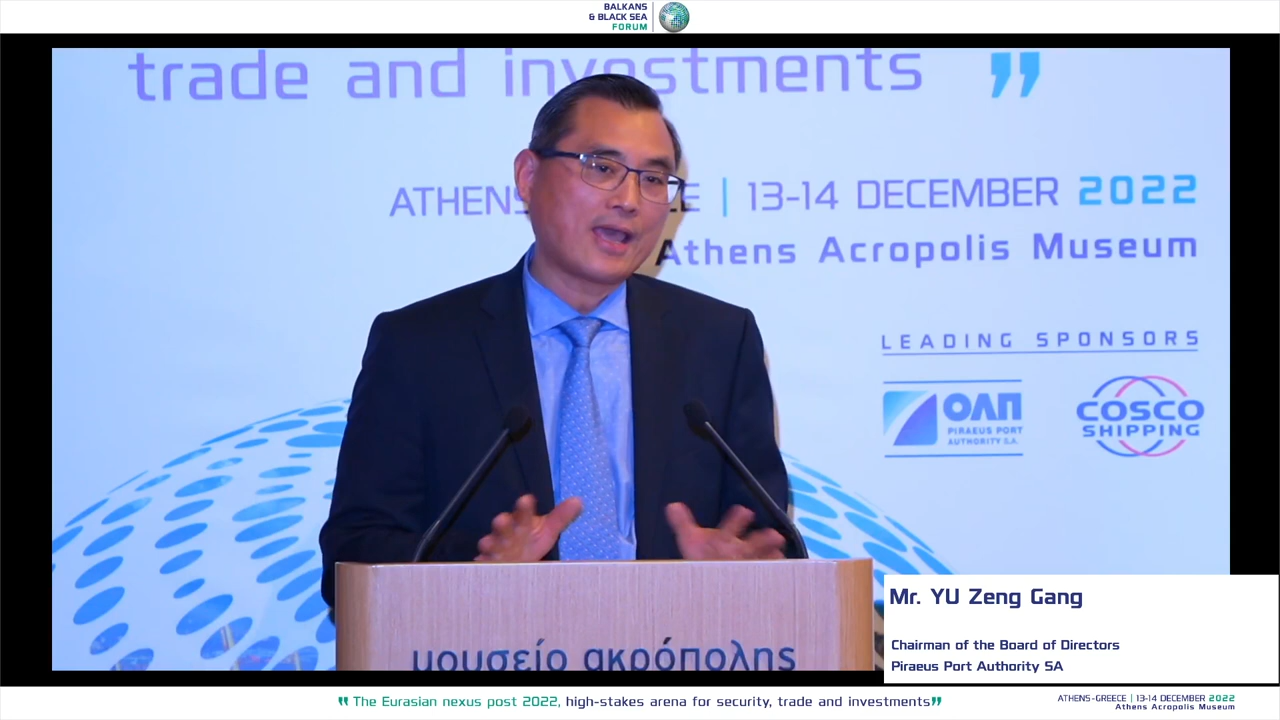 BALKANS
& BLACK SEA
FORUM
trade and investments ”
ATHENS | 13-14 DECEMBER 2022
Athens Acropolis Museum
LEADING SPONSORS
ΟΛΠ
PIRAEUS PORT
AUTHORITY S.A.
COSCO
SHIPPING
μουσείο ακρόπολης
Mr. YU Zeng Gang
Chairman of the Board of Directors
Piraeus Port Authority SA
" The Eurasian nexus post 2022, high-stakes arena for security, trade and investments"
ATHENS-GREECE | 13-14 DECEMBER 2022
Athens Acropolis Museum